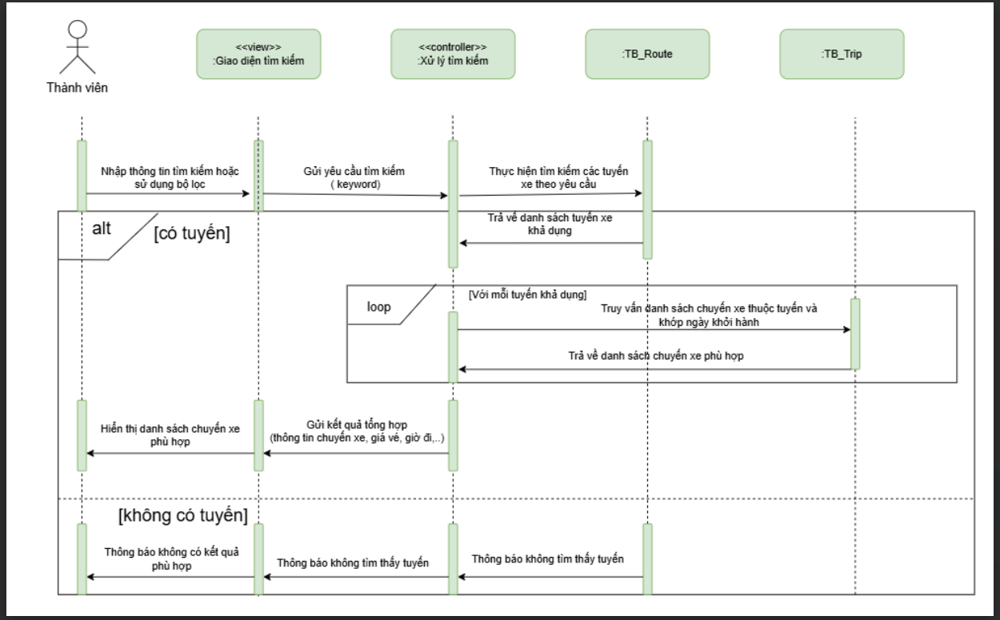 Thành viên
<<view>>
:Giao diện tìm kiếm
<<controller>>
:Xử lý tìm kiếm
:TB_Route
:TB_Trip
Nhập thông tin tìm kiếm hoặc
sử dụng bộ lọc
Gửi yêu cầu tìm kiếm
( keyword)
Thực hiện tìm kiếm các tuyến
xe theo yêu cầu
alt
[có tuyến]
Trả về danh sách tuyến xe
khả dụng
loop
[Với mỗi tuyến khả dụng]
Truy vấn danh sách chuyến xe thuộc tuyến và
khớp ngày khởi hành
Trả về danh sách chuyến xe phù hợp
Hiển thị danh sách chuyến xe
phù hợp
Gửi kết quả tổng hợp
(thông tin chuyến xe, giá vé, giờ đi,..)
[không có tuyến]
Thông báo không có kết quả
phù hợp
Thông báo không tìm thấy tuyến
Thông báo không tìm thấy tuyến